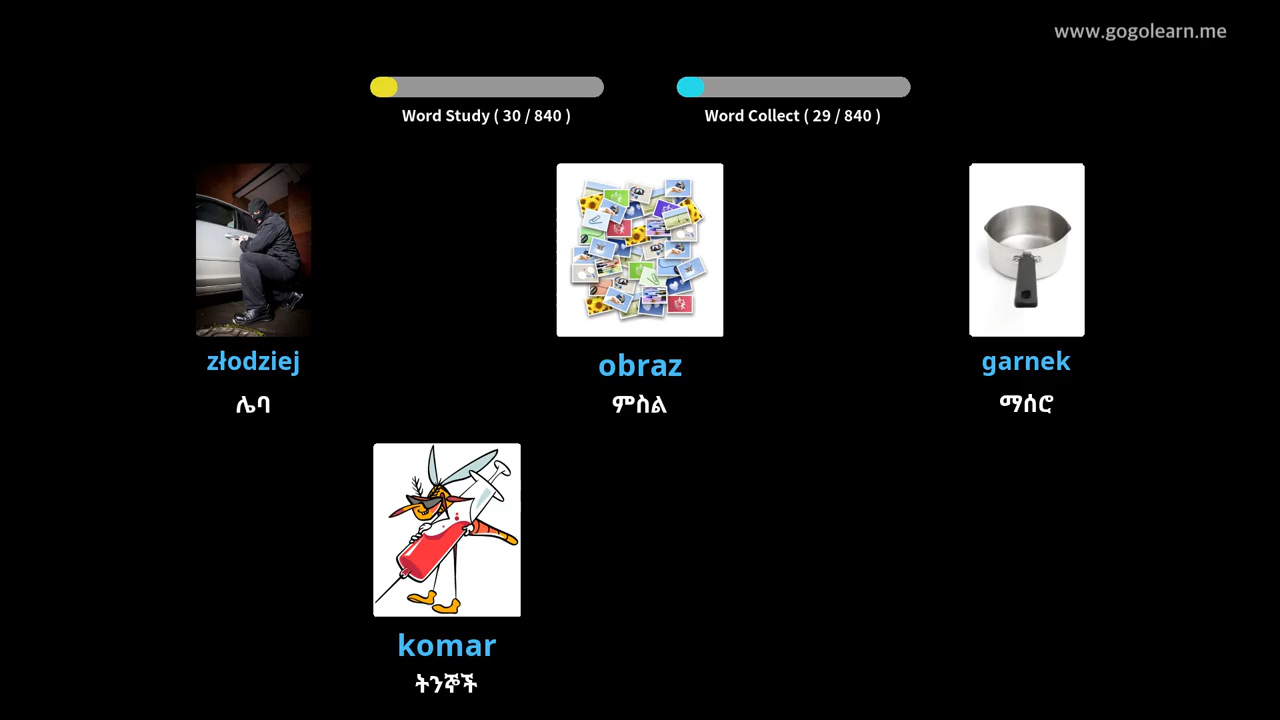 www.gogolearn.me
Word Study ( 30 / 840 )
Word Collect ( 29 / 840 )
złodziej
ሌባ
obraz
ምስል
garnek
ማሰሮ
komar
ትንኞች